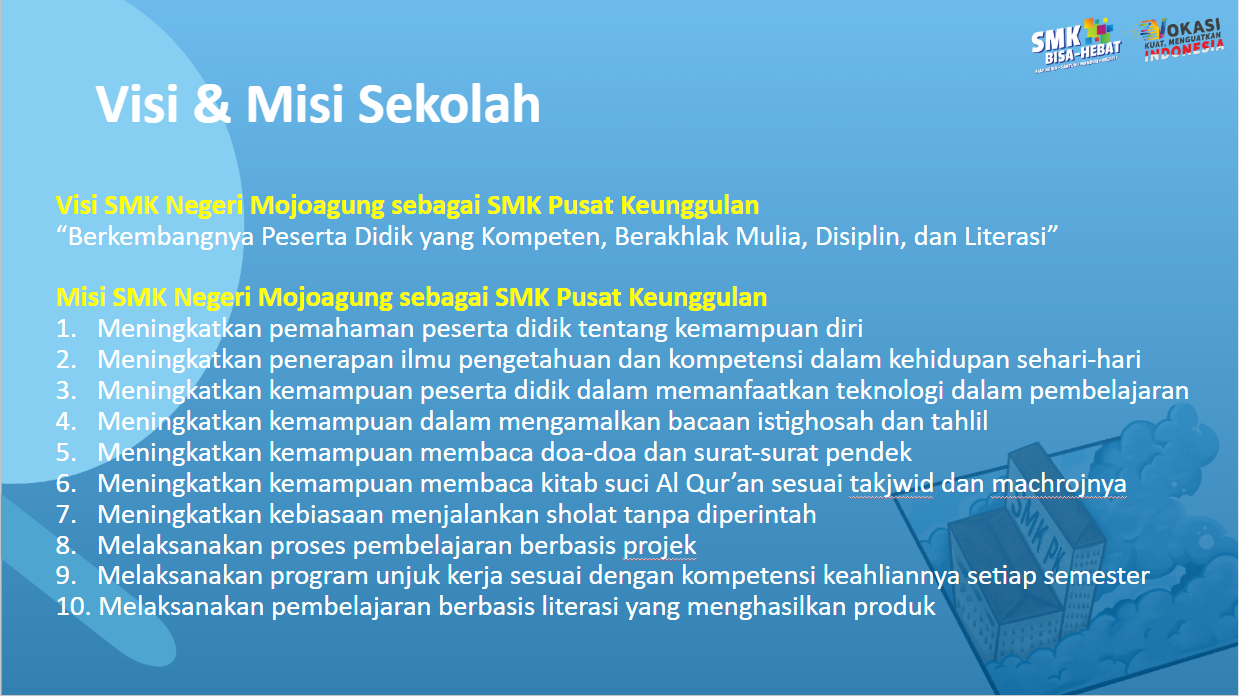 SMK
BISA-HEBAT
VOKASI
KUAT, MENGUATKAN
INDONESIA
Visi & Misi Sekolah
Visi SMK Negeri Mojoagung sebagai SMK Pusat Keunggulan
“Berkembangnya Peserta Didik yang Kompeten, Berakhlak Mulia, Disiplin, dan Literasi”
Misi SMK Negeri Mojoagung sebagai SMK Pusat Keunggulan
1. Meningkatkan pemahaman peserta didik tentang kemampuan diri
2. Meningkatkan penerapan ilmu pengetahuan dan kompetensi dalam kehidupan sehari-hari
3. Meningkatkan kemampuan peserta didik dalam memanfaatkan teknologi dalam pembelajaran
4. Meningkatkan kemampuan dalam mengamalkan bacaan istighosah dan tahlil
5. Meningkatkan kemampuan membaca doa-doa dan surat-surat pendek
6. Meningkatkan kemampuan membaca kitab suci Al Qur’an sesuai takjwid dan machrojnya
7. Meningkatkan kebiasaan menjalankan sholat tanpa diperintah
8. Melaksanakan proses pembelajaran berbasis projek
9. Melaksanakan program unjuk kerja sesuai dengan kompetensi keahliannya setiap semester
10. Melaksanakan pembelajaran berbasis literasi yang menghasilkan produk
SMK PK